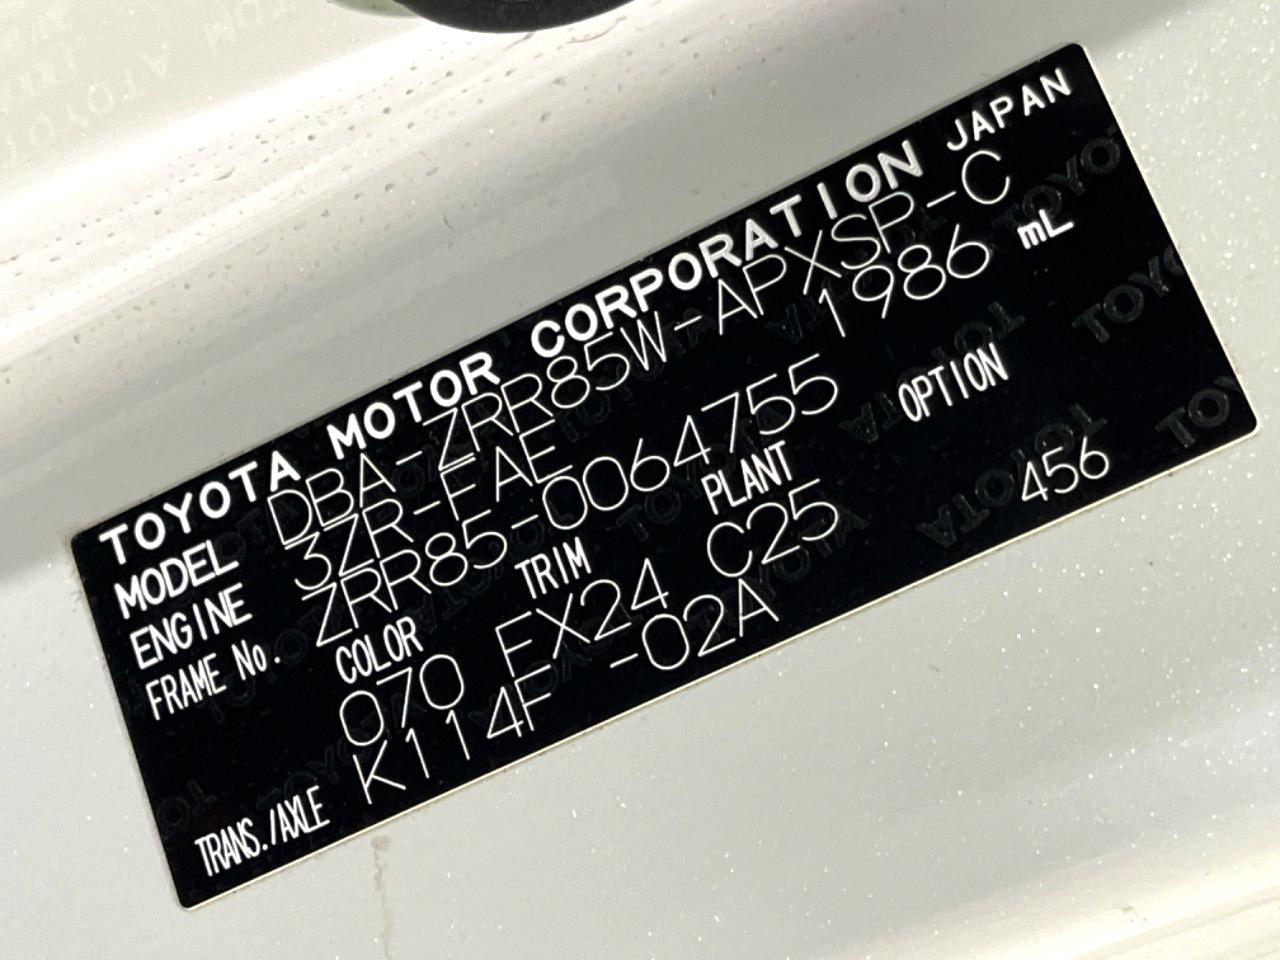 TOYOTA MOTOR CORPORATION JAPAN
MODEL DBA-ZRR85W-APXSP-C
ENGINE 3ZR-FAE 1986 mL
FRAME No. ZRR85-0064755
COLOR TRIM PLANT OPTION
070 FX24 C25 456
TRANS./AXLE K114F -02A